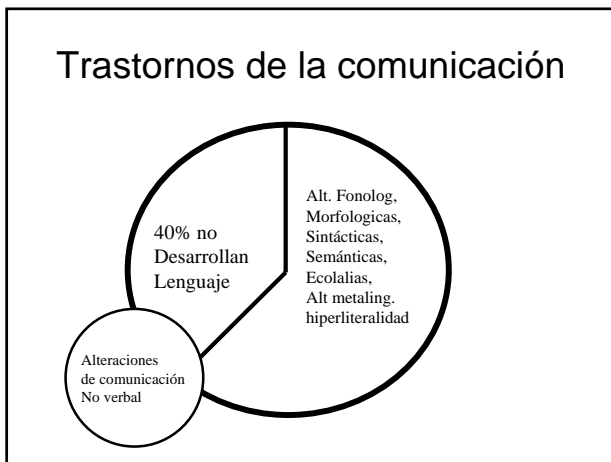 Trastornos de la comunicación
40% no
Desarrollan
Lenguaje
Alt. Fonolog,
Morfologicas,
Sintácticas,
Semánticas,
Ecolalias,
Alt metaling.
hiperliteralidad
Alteraciones
de comunicación
No verbal